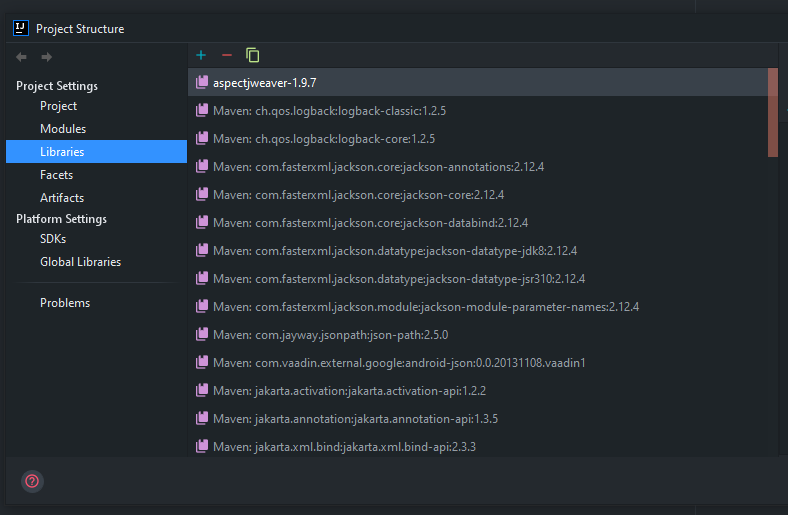 IJ
Project Structure
Project Settings
Project
Modules
Libraries
Facets
Artifacts
Platform Settings
SDKs
Global Libraries
Problems
aspectjweaver-1.9.7
Maven: ch.qos.logback:logback-classic:1.2.5
Maven: ch.qos.logback:logback-core:1.2.5
Maven: com.fasterxml.jackson.core:jackson-annotations:2.12.4
Maven: com.fasterxml.jackson.core:jackson-core:2.12.4
Maven: com.fasterxml.jackson.core:jackson-databind:2.12.4
Maven: com.fasterxml.jackson.datatype:jackson-datatype-jdk8:2.12.4
Maven: com.fasterxml.jackson.datatype:jackson-datatype-jsr310:2.12.4
Maven: com.fasterxml.jackson.module:jackson-module-parameter-names:2.12.4
Maven: com.jayway.jsonpath:json-path:2.5.0
Maven: com.vaadin.external.google:android-json:0.0.20131108.vaadin1
Maven: jakarta.activation:jakarta.activation-api:1.2.2
Maven: jakarta.annotation:jakarta.annotation-api:1.3.5
Maven: jakarta.xml.bind:jakarta.xml.bind-api:2.3.3
?